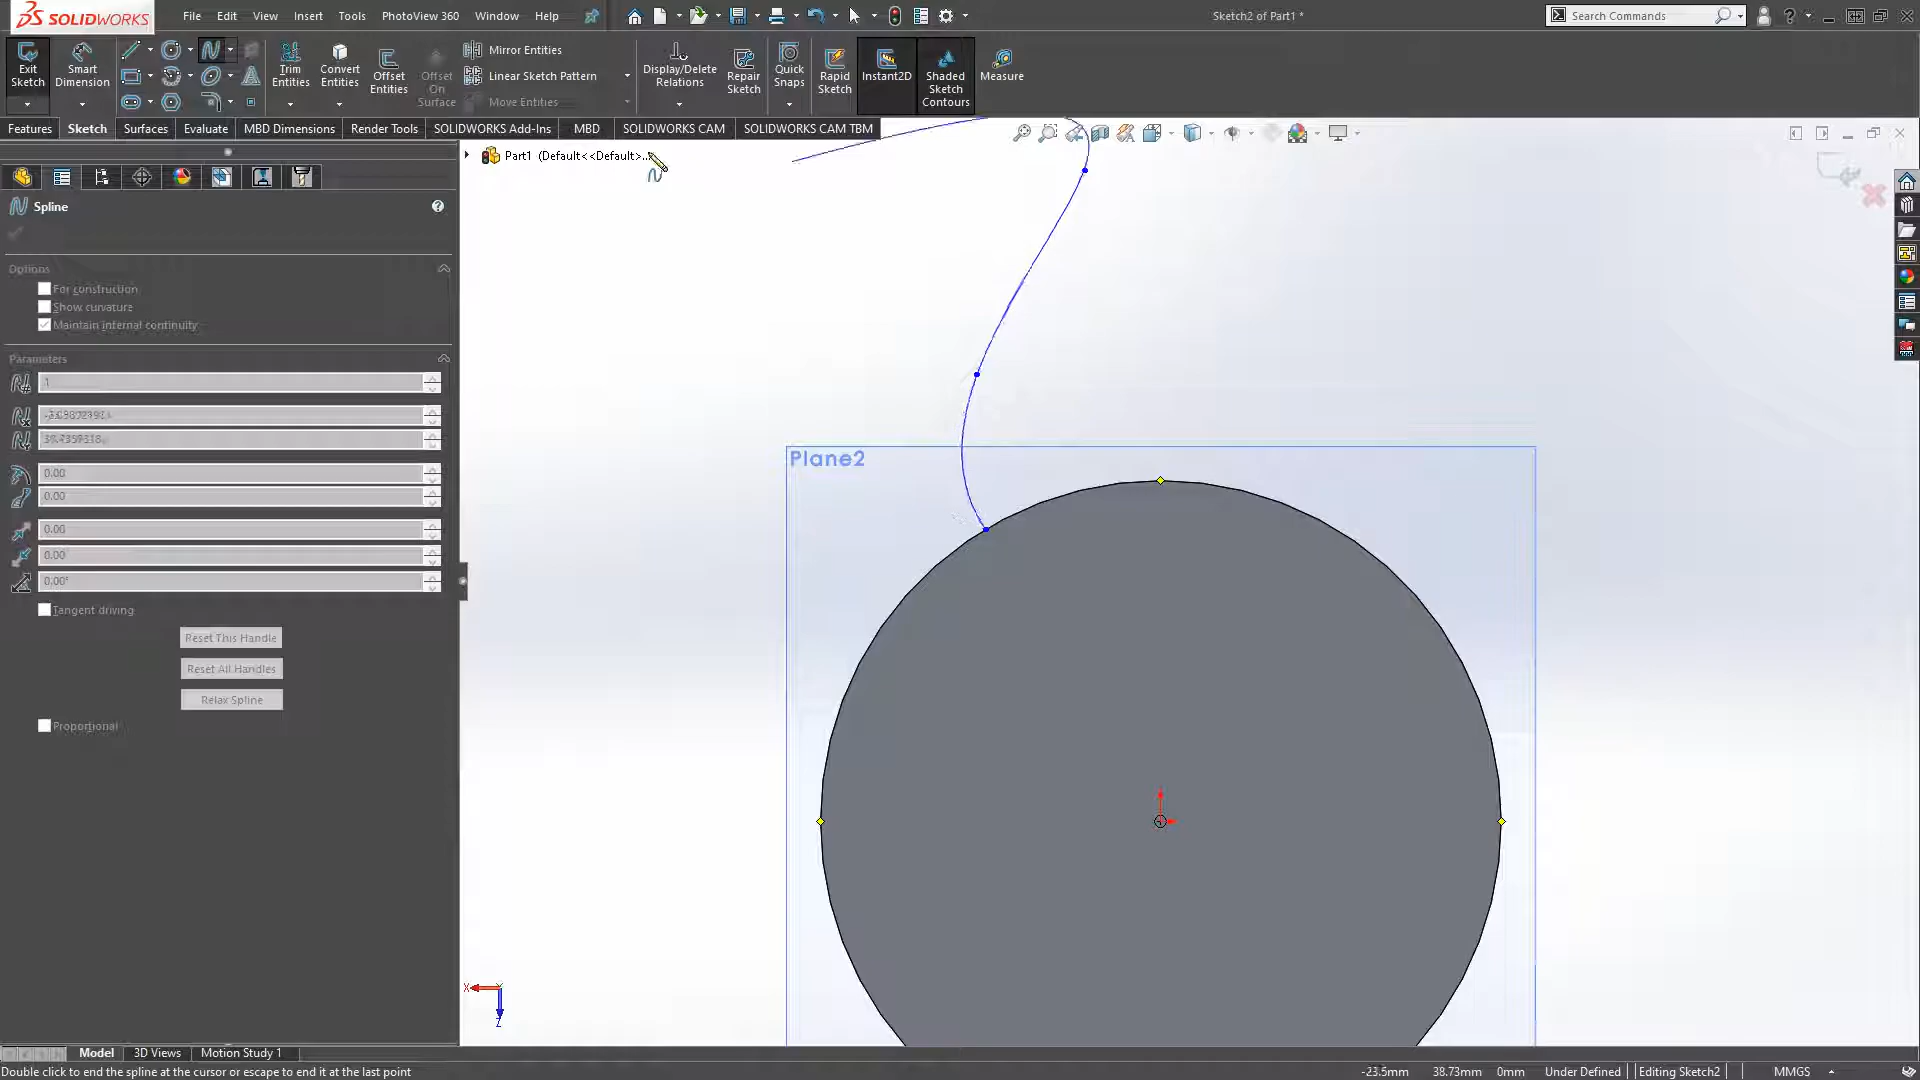 SOLIDWORKS
File Edit View Insert Tools PhotoView 360 Window Help
Sketch2 of Part1 *
Search Commands
Exit Sketch
Smart Dimension
Trim Entities
Convert Entities
Offset Entities
Offset On Surface
Mirror Entities
Linear Sketch Pattern
Move Entities
Display/Delete Relations
Repair Sketch
Quick Snaps
Rapid Sketch
Instant2D
Shaded Sketch Contours
Measure
Features Sketch Surfaces Evaluate MBD Dimensions Render Tools SOLIDWORKS Add-Ins MBD SOLIDWORKS CAM SOLIDWORKS CAM TBM
Part1 (Default<<Default>...
Spline
Options
For construction
Show curvature
Maintain internal continuity
Parameters
1
0.00
0.00
0.00
0.00
0.00°
Tangent driving
Reset This Handle
Reset All Handles
Relax Spline
Proportional
Plane2
X
Z
Model 3D Views Motion Study 1
Double click to end the spline at the cursor or escape to end it at the last point
-23.5mm 38.73mm 0mm Under Defined Editing Sketch2 MMGS